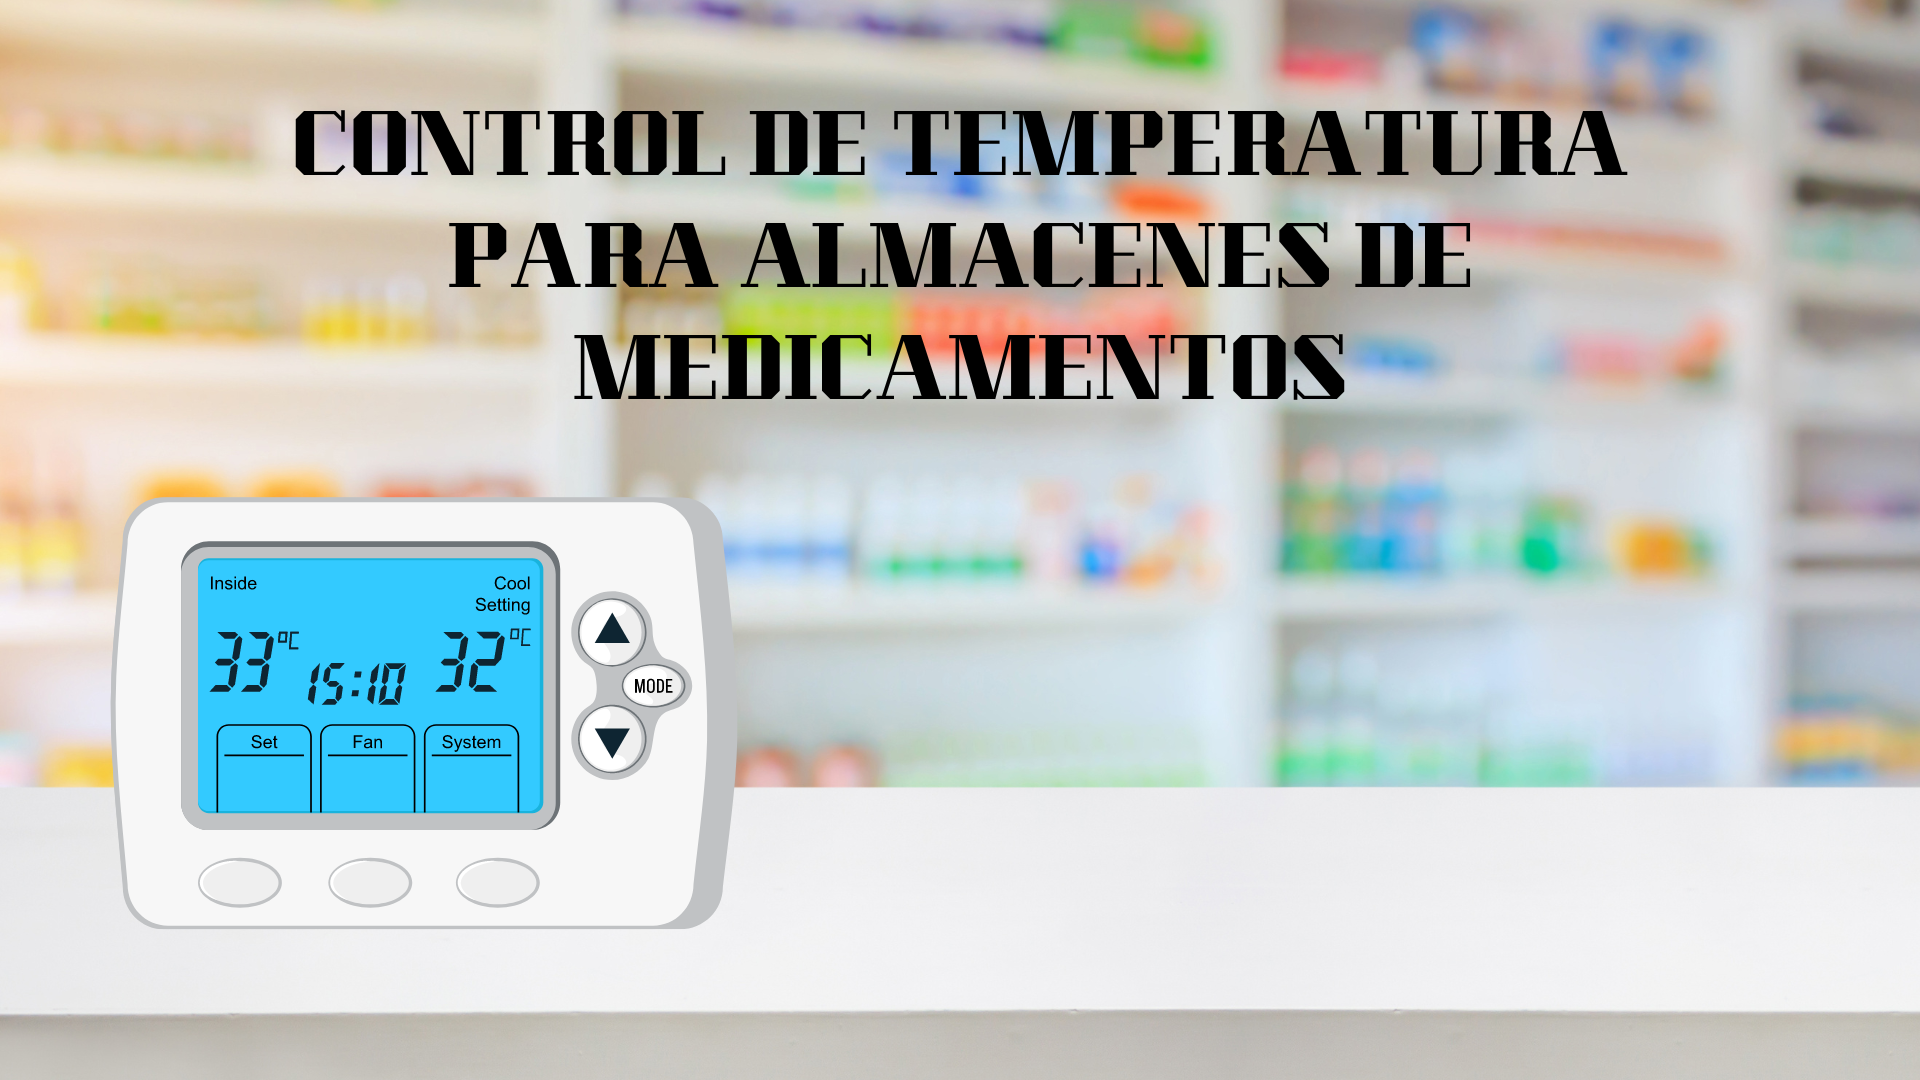 CONTROL DE TEMPERATURA
PARA ALMACENES DE
MEDICAMENTOS
Inside
Cool
Setting
33°C
15:10
32°C
MODE
Set
Fan
System